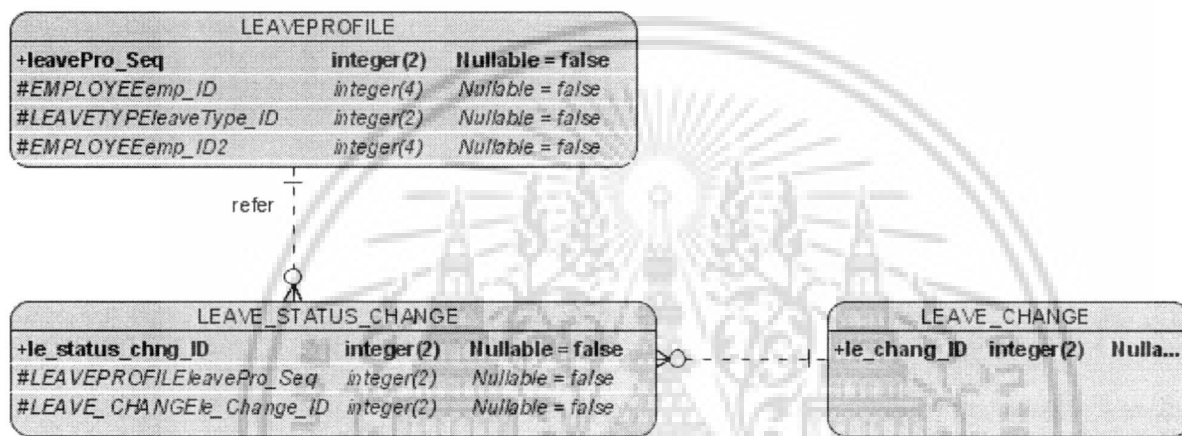 LEAVEPROFILE
+leavePro_Seq integer(2) Nullable = false
#EMPLOYEEemp_ID integer(4) Nullable = false
#LEAVETYPEleaveType_ID integer(2) Nullable = false
#EMPLOYEEemp_ID2 integer(4) Nullable = false
refer
LEAVE_STATUS_CHANGE
+le_status_chng_ID integer(2) Nullable = false
#LEAVEPROFILEleavePro_Seq integer(2) Nullable = false
#LEAVE_CHANGEle_Change_ID integer(2) Nullable = false
LEAVE_CHANGE
+le_chang_ID integer(2) Nulla...